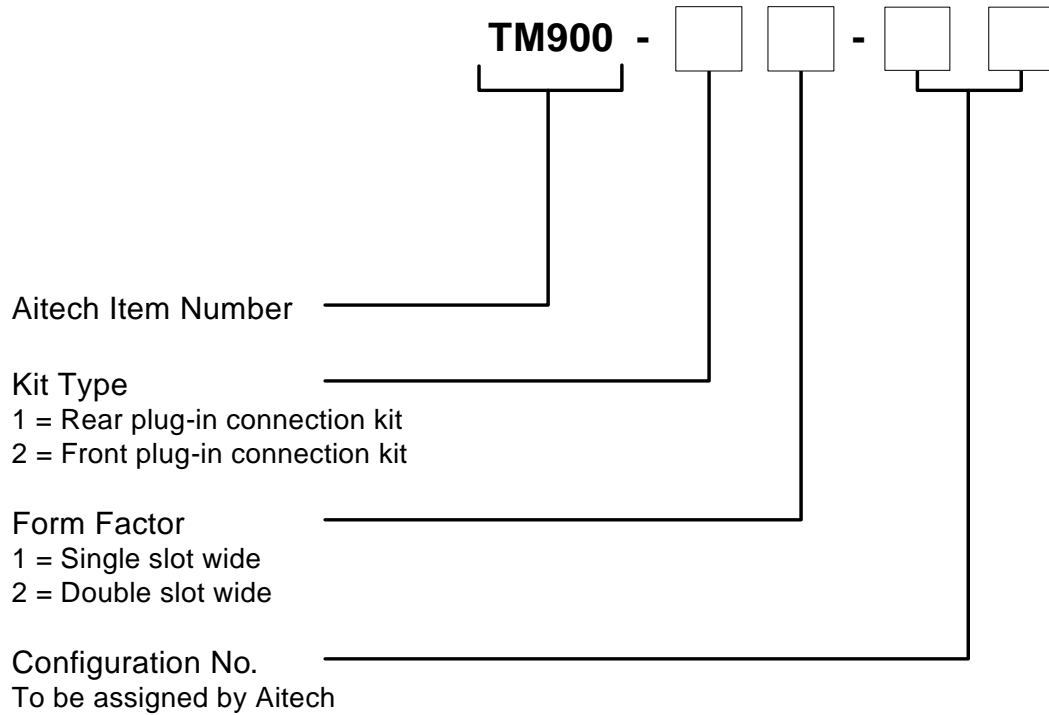 TM900 - -
Aitech Item Number
Kit Type
1 = Rear plug-in connection kit
2 = Front plug-in connection kit
Form Factor
1 = Single slot wide
2 = Double slot wide
Configuration No.
To be assigned by Aitech